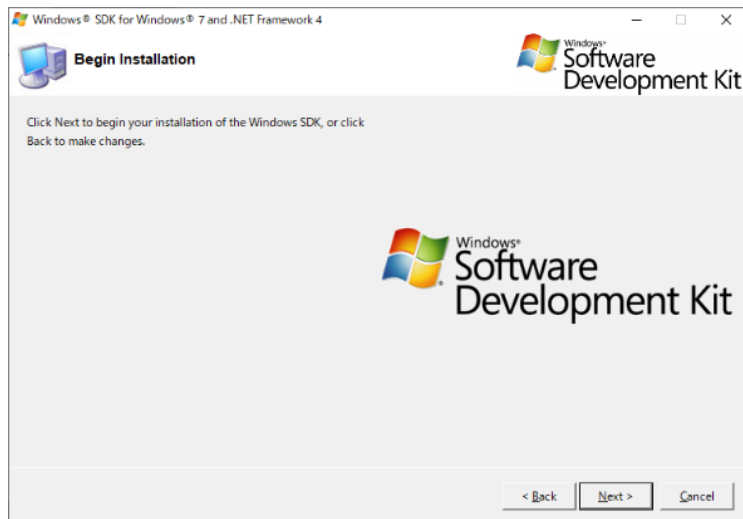 Windows® SDK for Windows® 7 and .NET Framework 4
Begin Installation
Windows®
Software
Development Kit
Click Next to begin your installation of the Windows SDK, or click
Back to make changes.
Windows®
Software
Development Kit
< Back
Next >
Cancel